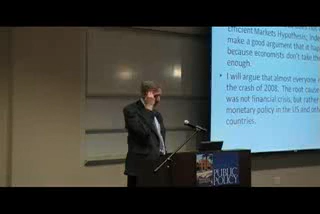 Efficient Markets Hypothesis, inde
make a good argument that it hap
because economists don't take th
enough.
• I will argue that almost everyone
the crash of 2008. The root cause
was not financial crisis, but rather
monetary policy in the US and othe
countries.
PUBLIC
POLICY